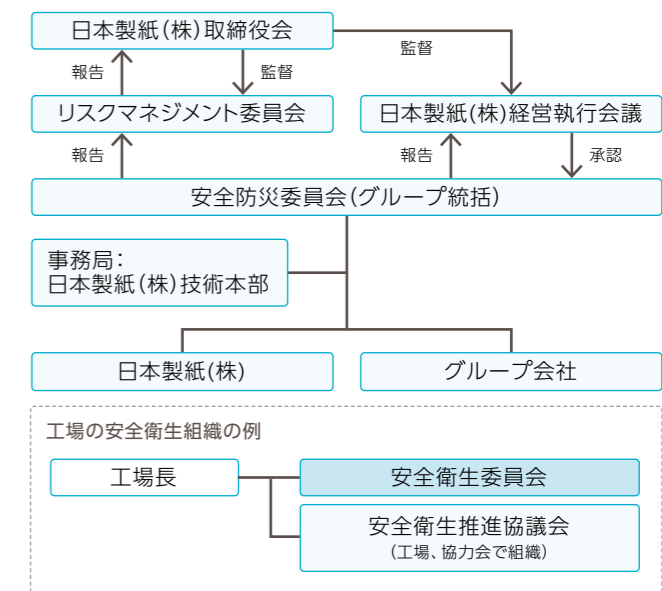 日本製紙(株)取締役会
監督
報告
監督
リスクマネジメント委員会
日本製紙(株)経営執行会議
報告
報告
承認
安全防災委員会(グループ統括)
事務局:
日本製紙(株)技術本部
日本製紙(株)
グループ会社
工場の安全衛生組織の例
工場長
安全衛生委員会
安全衛生推進協議会
(工場、協力会で組織)